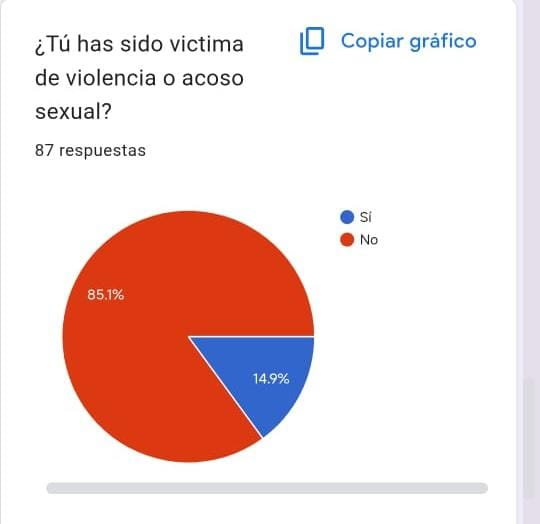 ¿Tú has sido victima
de violencia o acoso
sexual?
Copiar gráfico
87 respuestas
Sí
No
85.1%
14.9%